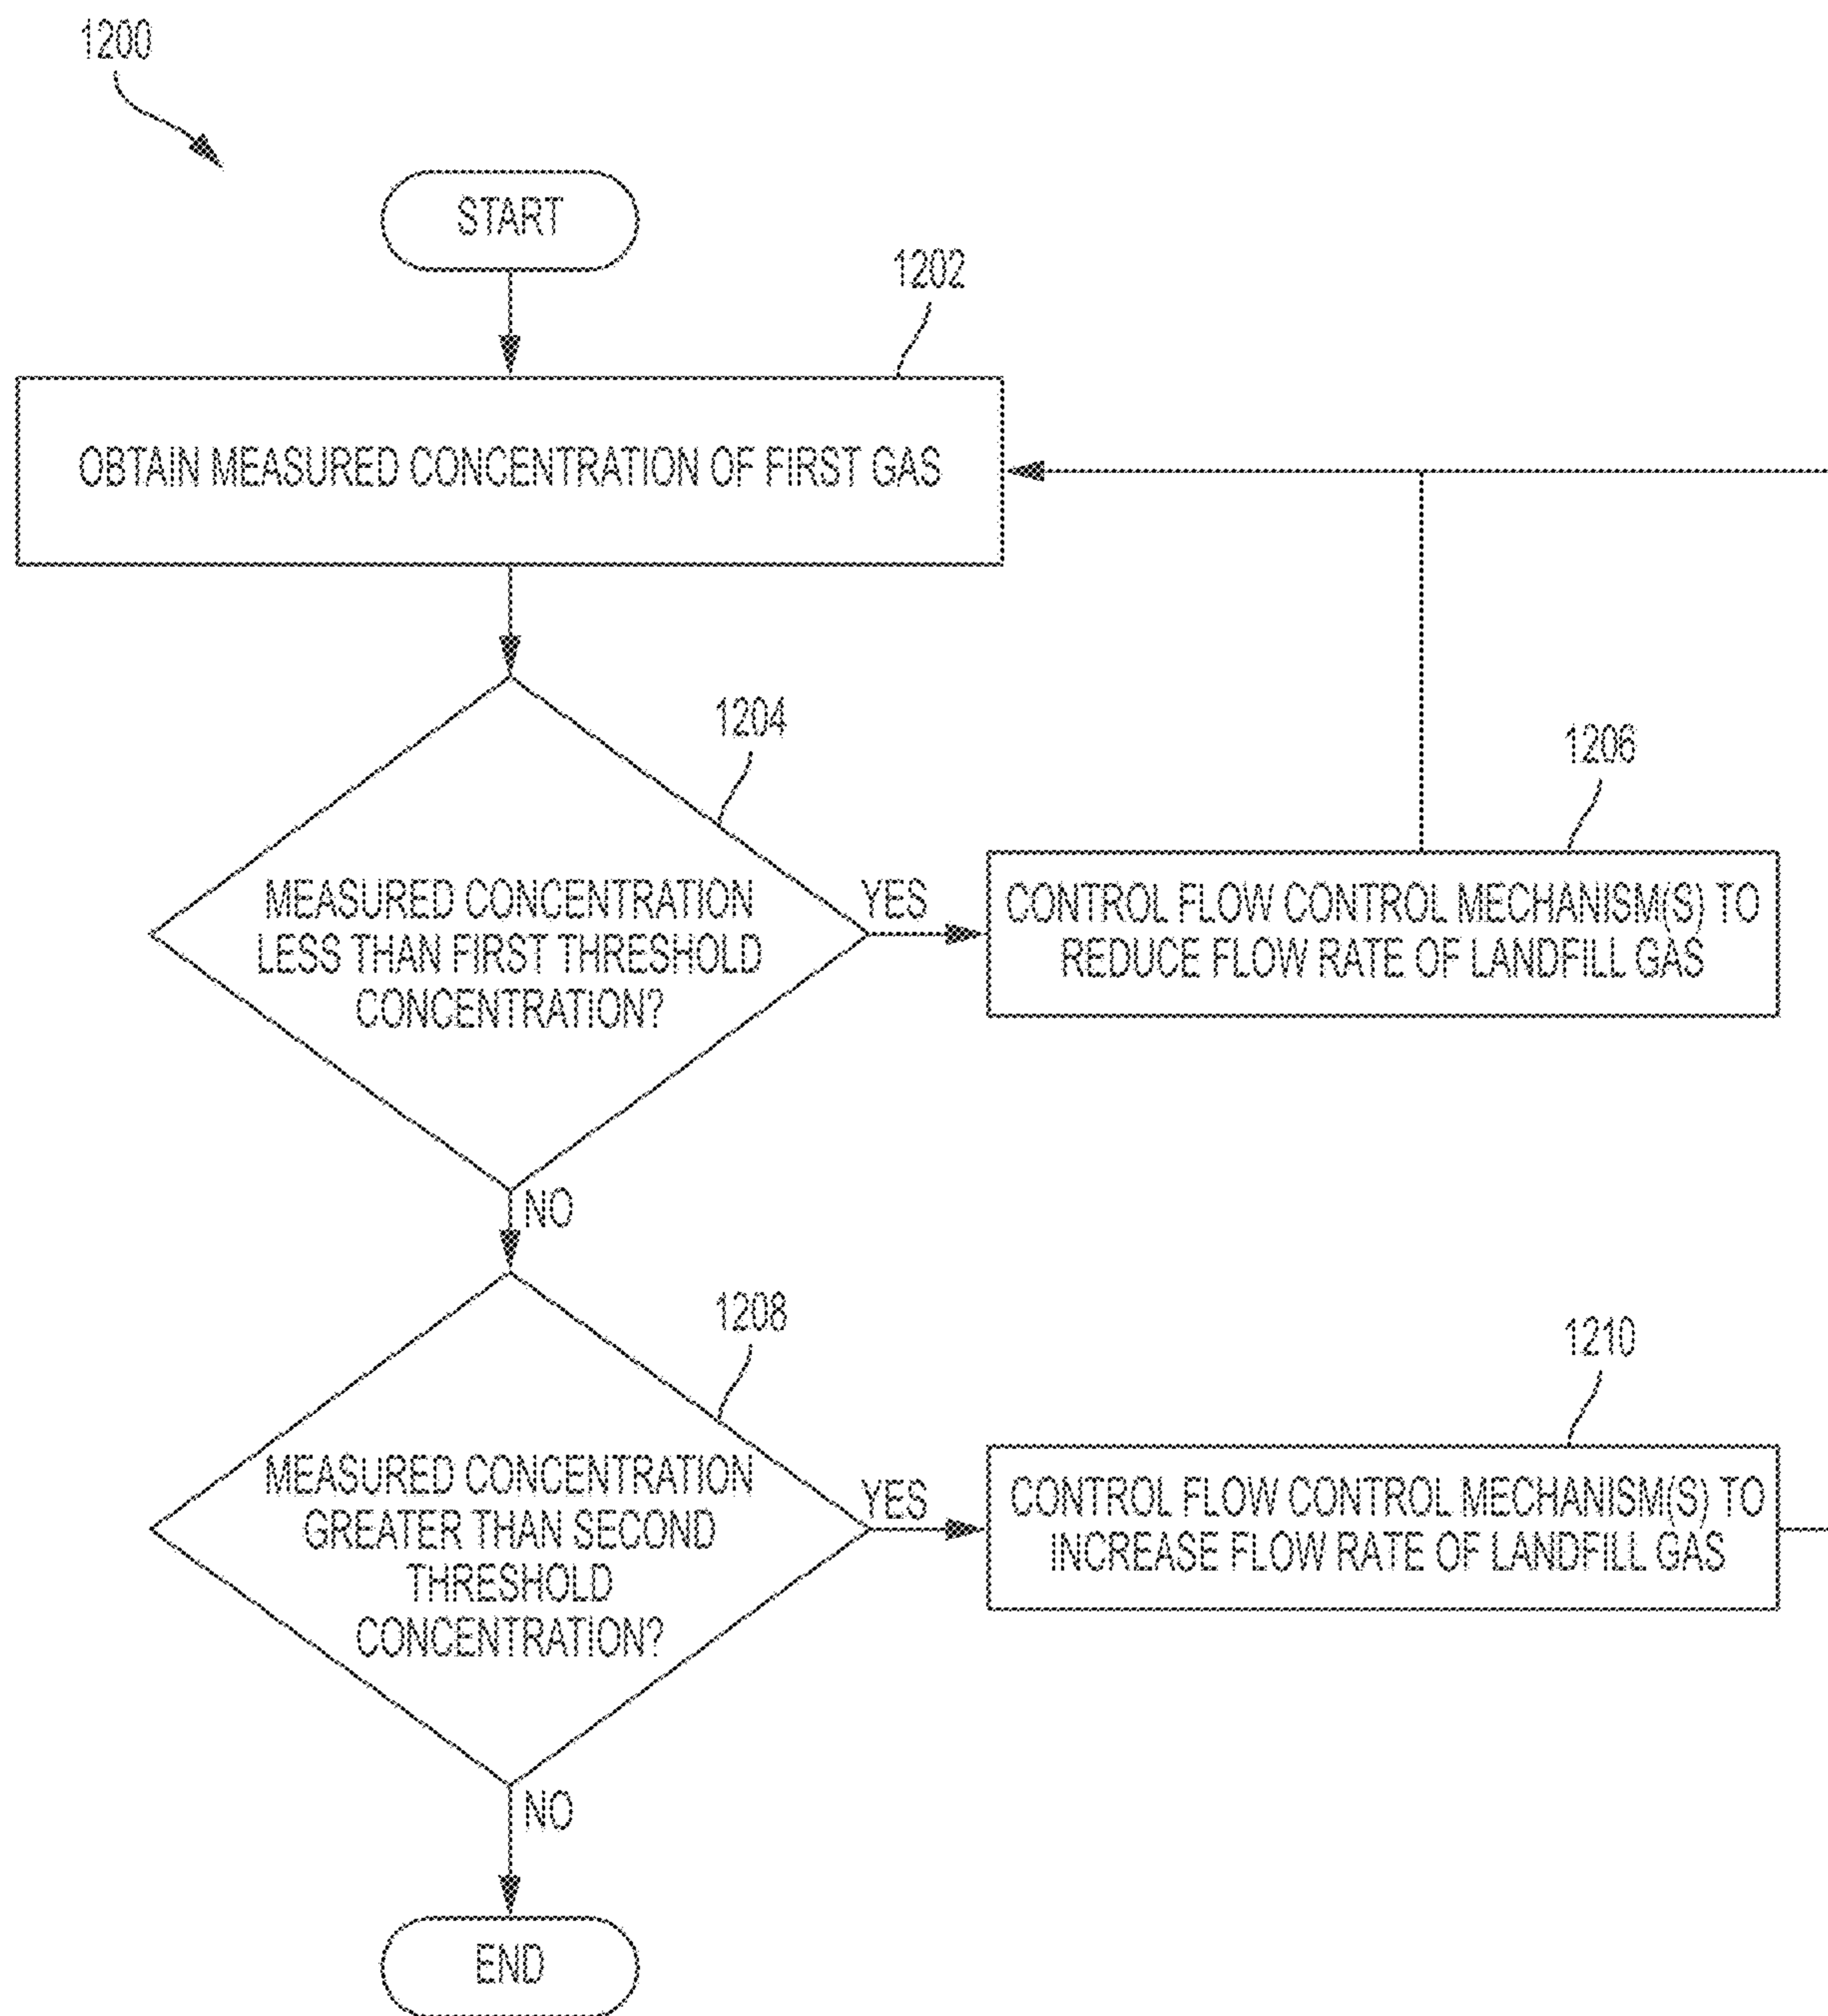 1200
START
1202
OBTAIN MEASURED CONCENTRATION OF FIRST GAS
1204
MEASURED CONCENTRATION
LESS THAN FIRST THRESHOLD
CONCENTRATION?
YES
1206
CONTROL FLOW CONTROL MECHANISM(S) TO
REDUCE FLOW RATE OF LANDFILL GAS
NO
1208
MEASURED CONCENTRATION
GREATER THAN SECOND
THRESHOLD
CONCENTRATION?
YES
1210
CONTROL FLOW CONTROL MECHANISM(S) TO
INCREASE FLOW RATE OF LANDFILL GAS
NO
END